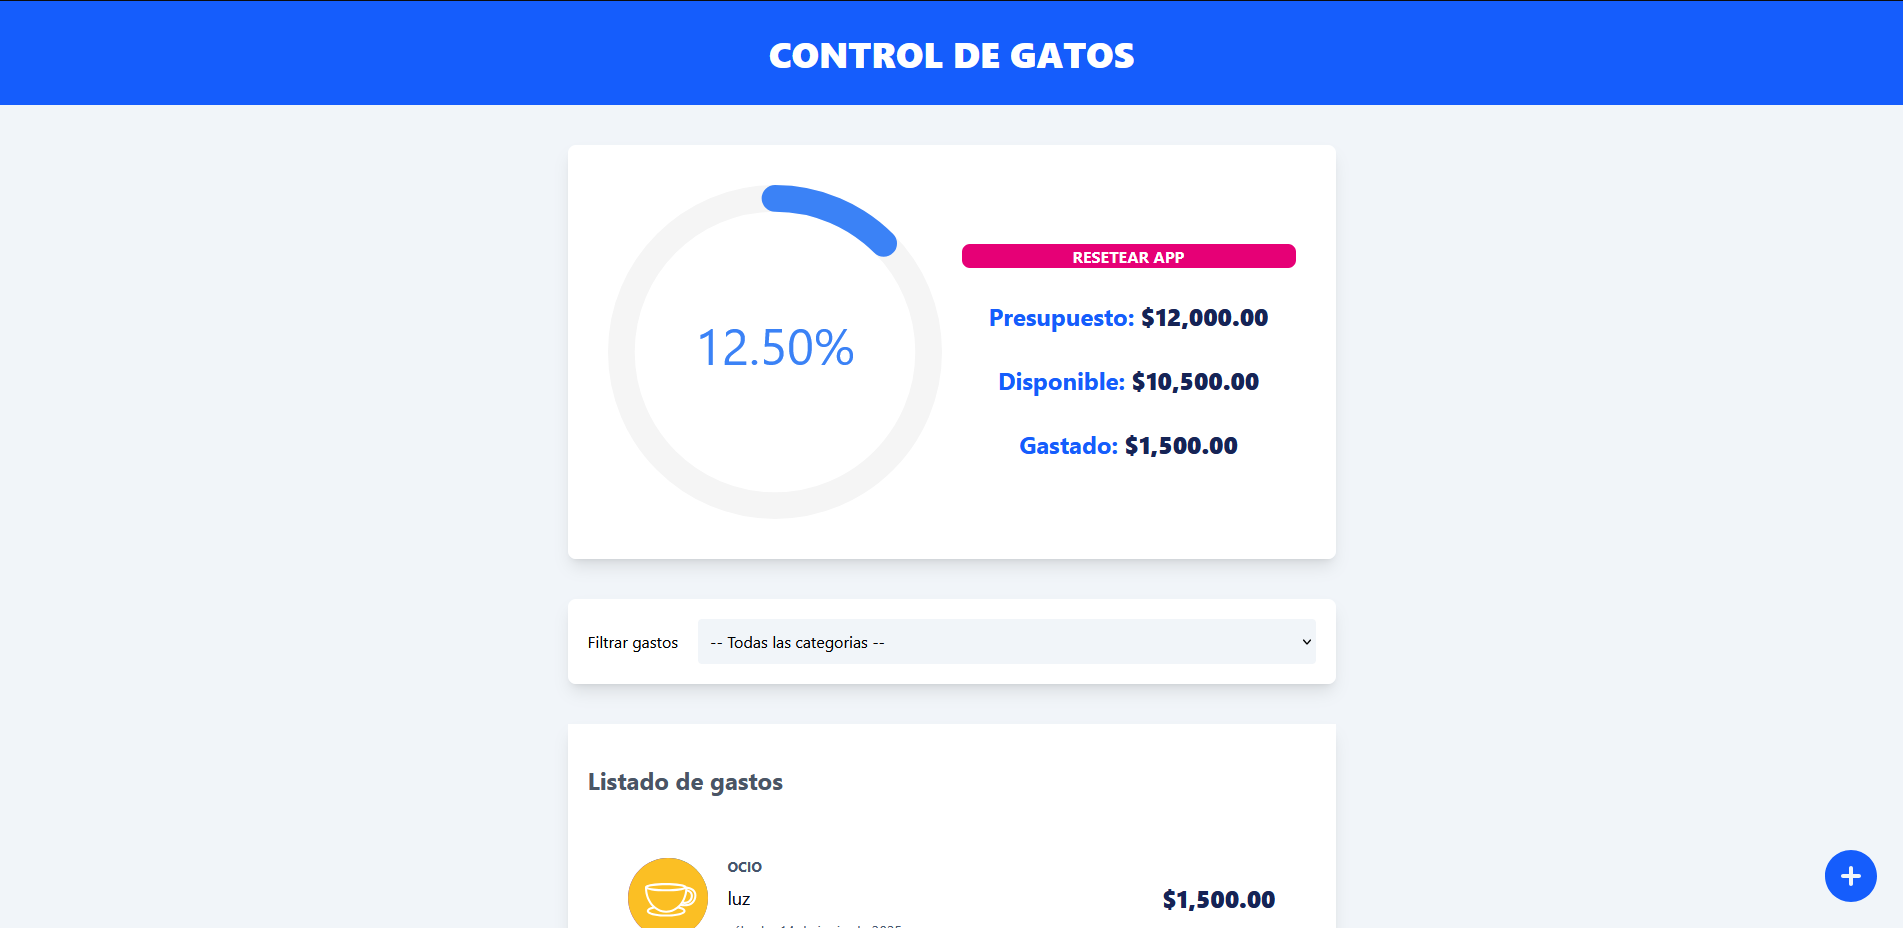 CONTROL DE GATOS
12.50%
RESETEAR APP
Presupuesto: $12,000.00
Disponible: $10,500.00
Gastado: $1,500.00
Filtrar gastos
-- Todas las categorias --
Listado de gastos
OCIO
luz
$1,500.00